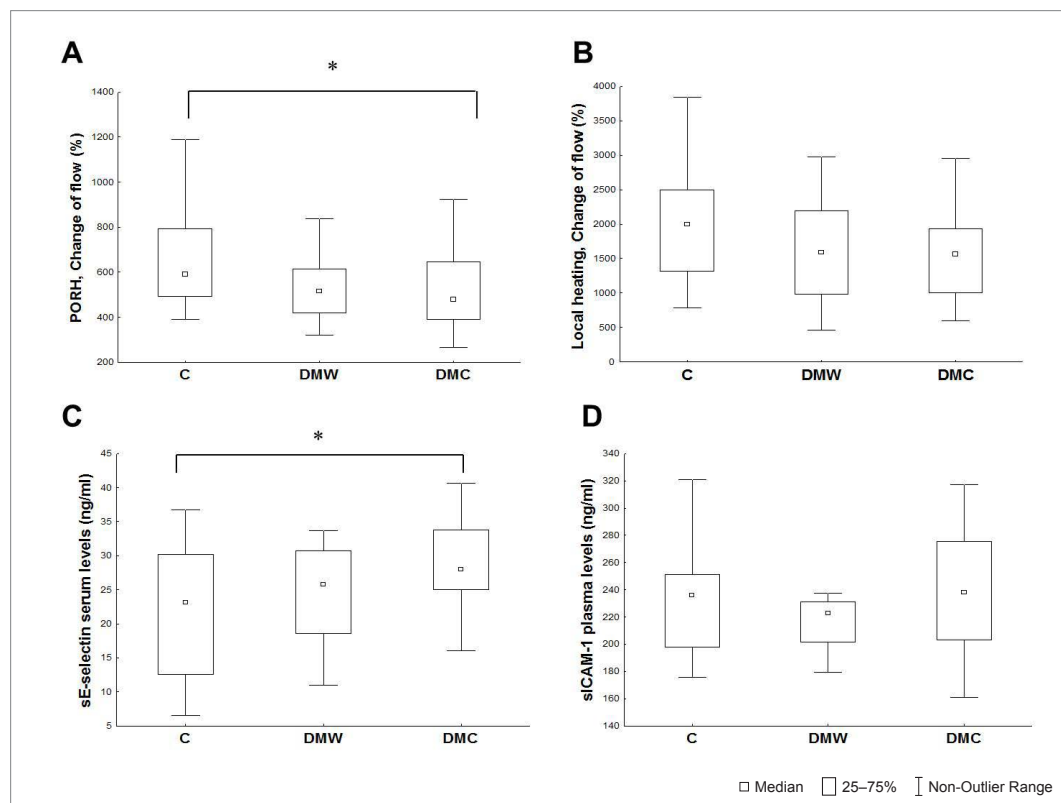 A
*
PORH, Change of flow (%)
1400
1200
1000
800
600
400
200
C DMW DMC
B
Local heating, Change of flow (%)
4000
3500
3000
2500
2000
1500
1000
500
0
C DMW DMC
C
*
sE-selectin serum levels (ng/ml)
45
40
35
30
25
20
15
10
5
C DMW DMC
D
sICAM-1 plasma levels (ng/ml)
340
320
300
280
260
240
220
200
180
160
140
C DMW DMC
Median 25–75% Non-Outlier Range